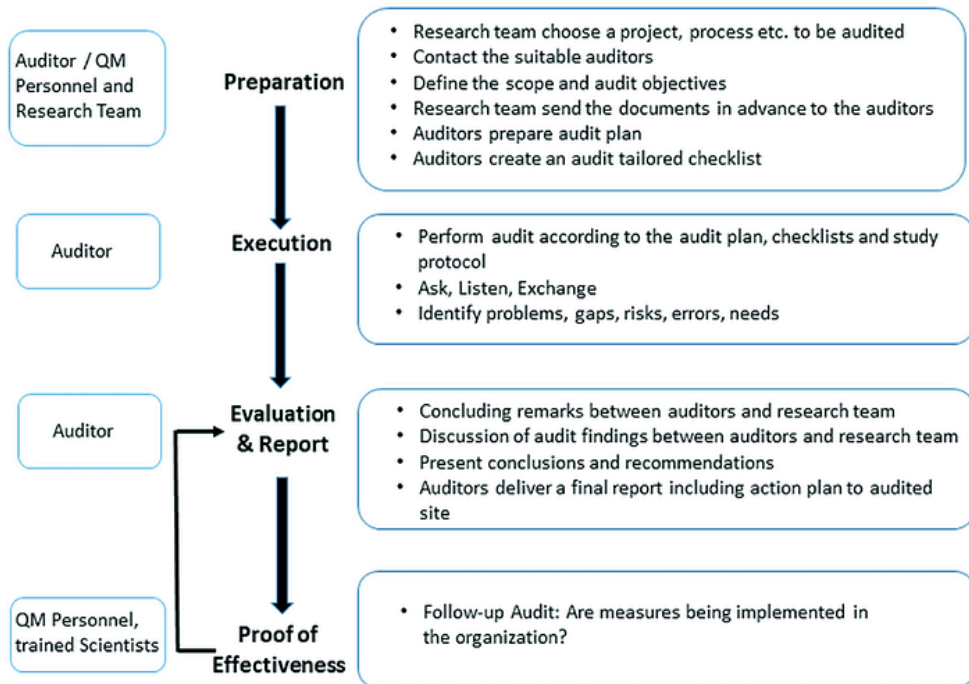 Auditor / QM
Personnel and
Research Team
Preparation
• Research team choose a project, process etc. to be audited
• Contact the suitable auditors
• Define the scope and audit objectives
• Research team send the documents in advance to the auditors
• Auditors prepare audit plan
• Auditors create an audit tailored checklist
Auditor
Execution
• Perform audit according to the audit plan, checklists and study
protocol
• Ask, Listen, Exchange
• Identify problems, gaps, risks, errors, needs
Auditor
Evaluation
& Report
• Concluding remarks between auditors and research team
• Discussion of audit findings between auditors and research team
• Present conclusions and recommendations
• Auditors deliver a final report including action plan to audited
site
QM Personnel,
trained Scientists
Proof of
Effectiveness
• Follow-up Audit: Are measures being implemented in
the organization?